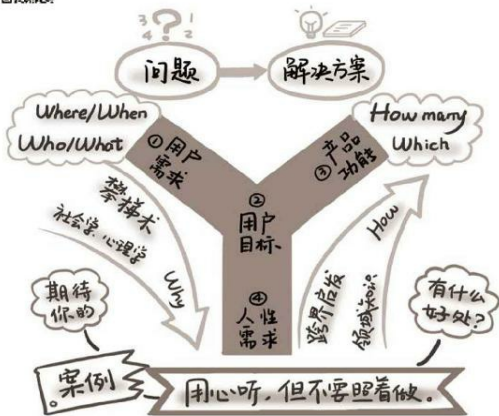 3 ? 1
4 2
问题
解决方案
Where/When
Who/What
①用户
需求
③产品
功能
How many
Which
②
用户
目标
攀梯术
社会学 心理学
Why
How
跨界启发
领域知识
④
人性
需求
期待
你的
有什么
好处?
案例
用心听,但不要照着做。